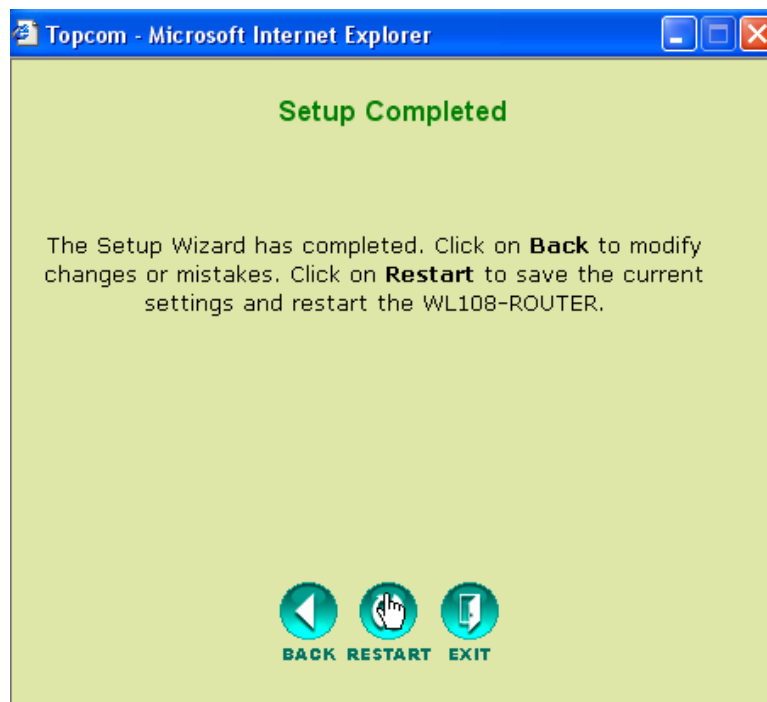 Topcom - Microsoft Internet Explorer
Setup Completed
The Setup Wizard has completed. Click on Back to modify
changes or mistakes. Click on Restart to save the current
settings and restart the WL108-ROUTER.
BACK RESTART EXIT